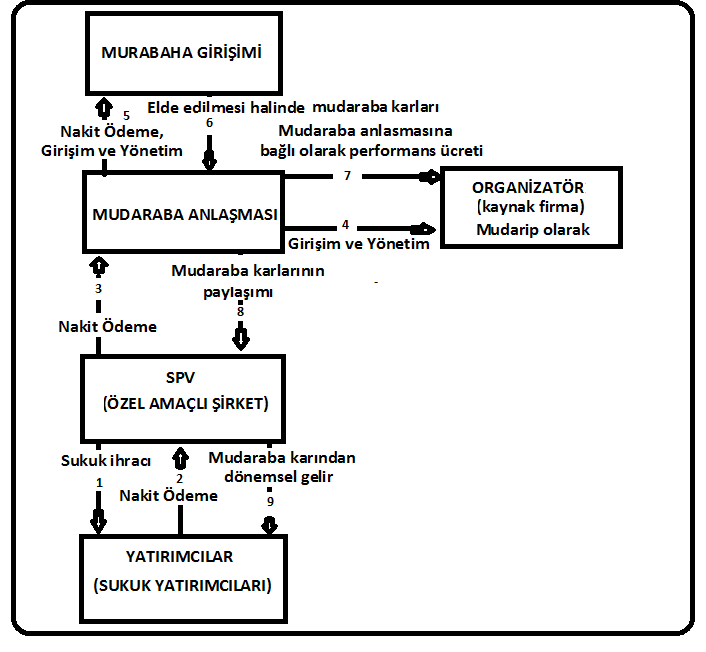 MURABAHA GİRİŞİMİ
5
Elde edilmesi halinde mudaraba karları
6
Nakit Ödeme,
Girişim ve Yönetim
Mudaraba anlaşmasına
bağlı olarak performans ücreti
7
MUDARABA ANLAŞMASI
4
Girişim ve Yönetim
ORGANİZATÖR
(kaynak firma)
Mudarip olarak
3
Nakit Ödeme
Mudaraba karlarının
paylaşımı
8
SPV
(ÖZEL AMAÇLI ŞİRKET)
Sukuk ihracı
1
2
Nakit Ödeme
Mudaraba karından
dönemsel gelir
9
YATIRIMCILAR
(SUKUK YATIRIMCILARI)